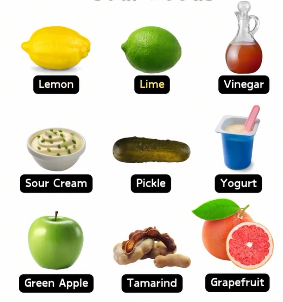 Lemon
Lime
Vinegar
Sour Cream
Pickle
Yogurt
Green Apple
Tamarind
Grapefruit